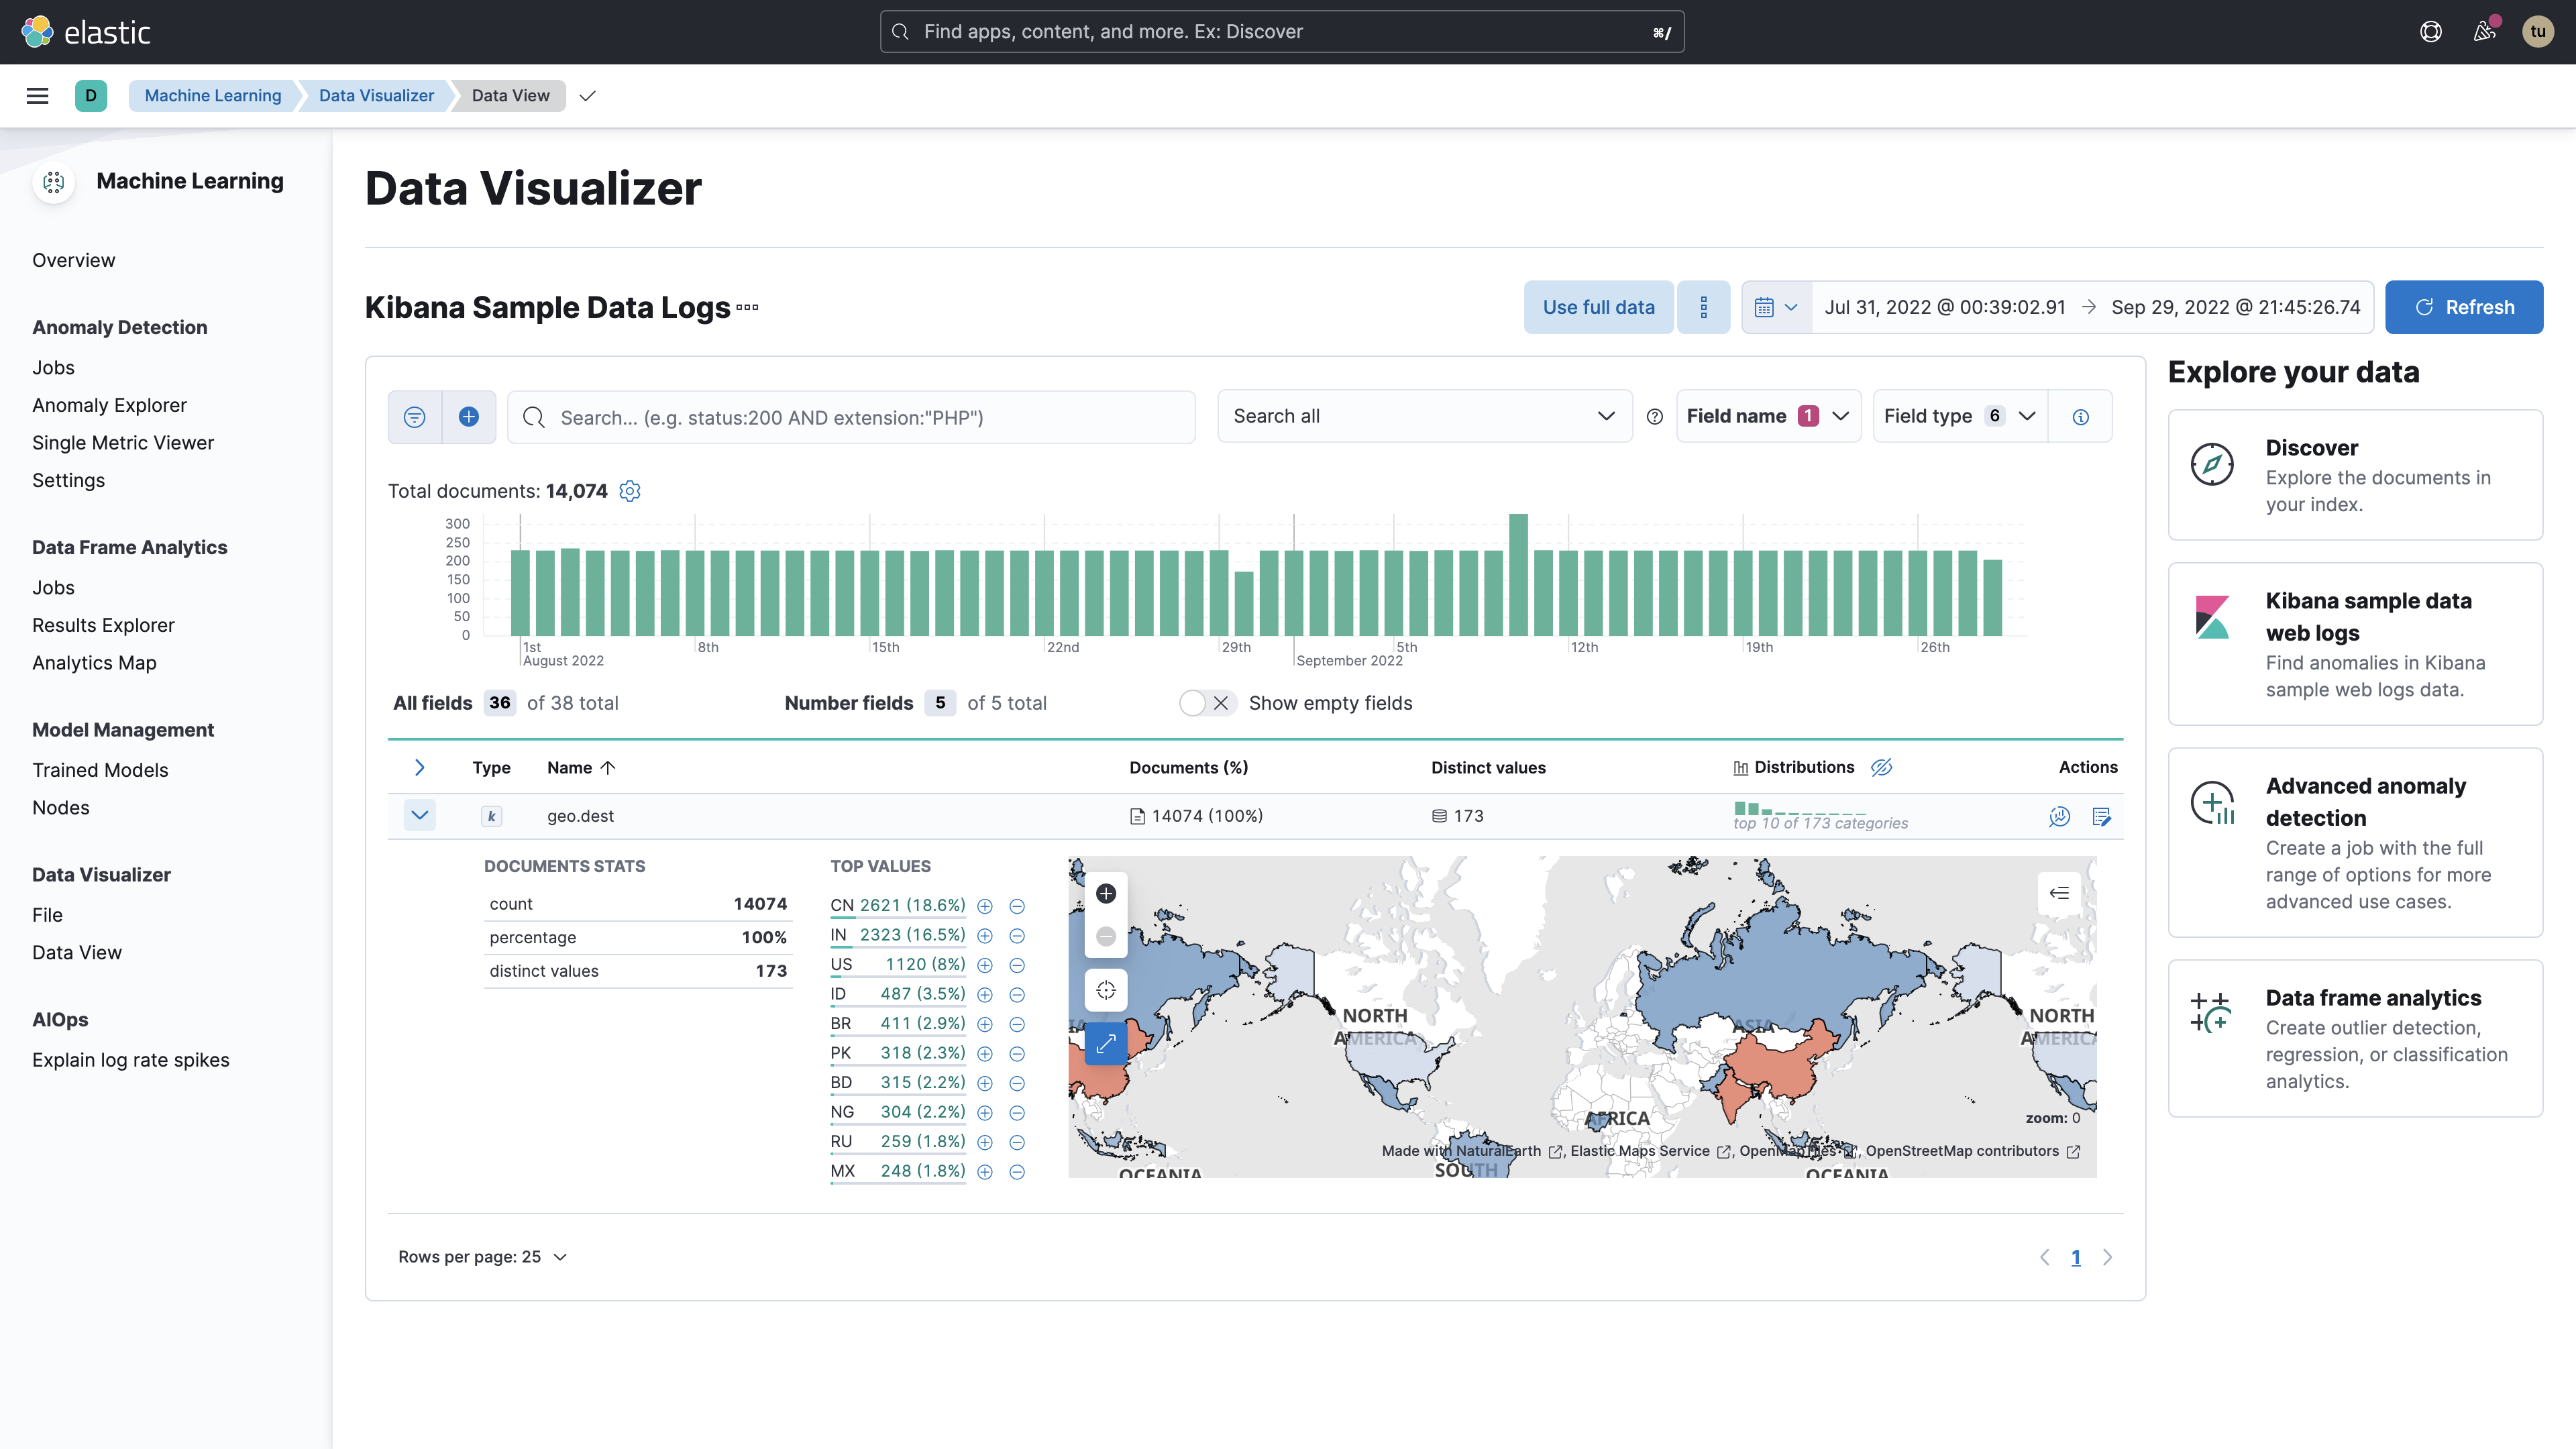 elastic
Find apps, content, and more. Ex: Discover
⌘/
tu
D
Machine Learning
Data Visualizer
Data View
Machine Learning
Overview
Anomaly Detection
Jobs
Anomaly Explorer
Single Metric Viewer
Settings
Data Frame Analytics
Jobs
Results Explorer
Analytics Map
Model Management
Trained Models
Nodes
Data Visualizer
File
Data View
AIOps
Explain log rate spikes
Data Visualizer
Kibana Sample Data Logs
Use full data
Jul 31, 2022 @ 00:39:02.91 → Sep 29, 2022 @ 21:45:26.74
Refresh
Search... (e.g. status:200 AND extension:"PHP")
Search all
Field name 1
Field type 6
Total documents: 14,074
300
250
200
150
100
50
0
1st
August 2022
8th
15th
22nd
29th
September 2022
5th
12th
19th
26th
All fields 36 of 38 total
Number fields 5 of 5 total
Show empty fields
Type
Name
Documents (%)
Distinct values
Distributions
Actions
k
geo.dest
14074 (100%)
173
top 10 of 173 categories
DOCUMENTS STATS
count 14074
percentage 100%
distinct values 173
TOP VALUES
CN 2621 (18.6%)
IN 2323 (16.5%)
US 1120 (8%)
ID 487 (3.5%)
BR 411 (2.9%)
PK 318 (2.3%)
BD 315 (2.2%)
NG 304 (2.2%)
RU 259 (1.8%)
MX 248 (1.8%)
NORTH
AMERICA
ASIA
AFRICA
SOUTH
OCEANIA
NORTH
AMERICA
OCEANIA
zoom: 0
Made with NaturalEarth, Elastic Maps Service, OpenMapTiles, OpenStreetMap contributors
Rows per page: 25
1
Explore your data
Discover
Explore the documents in
your index.
Kibana sample data
web logs
Find anomalies in Kibana
sample web logs data.
Advanced anomaly
detection
Create a job with the full
range of options for more
advanced use cases.
Data frame analytics
Create outlier detection,
regression, or classification
analytics.